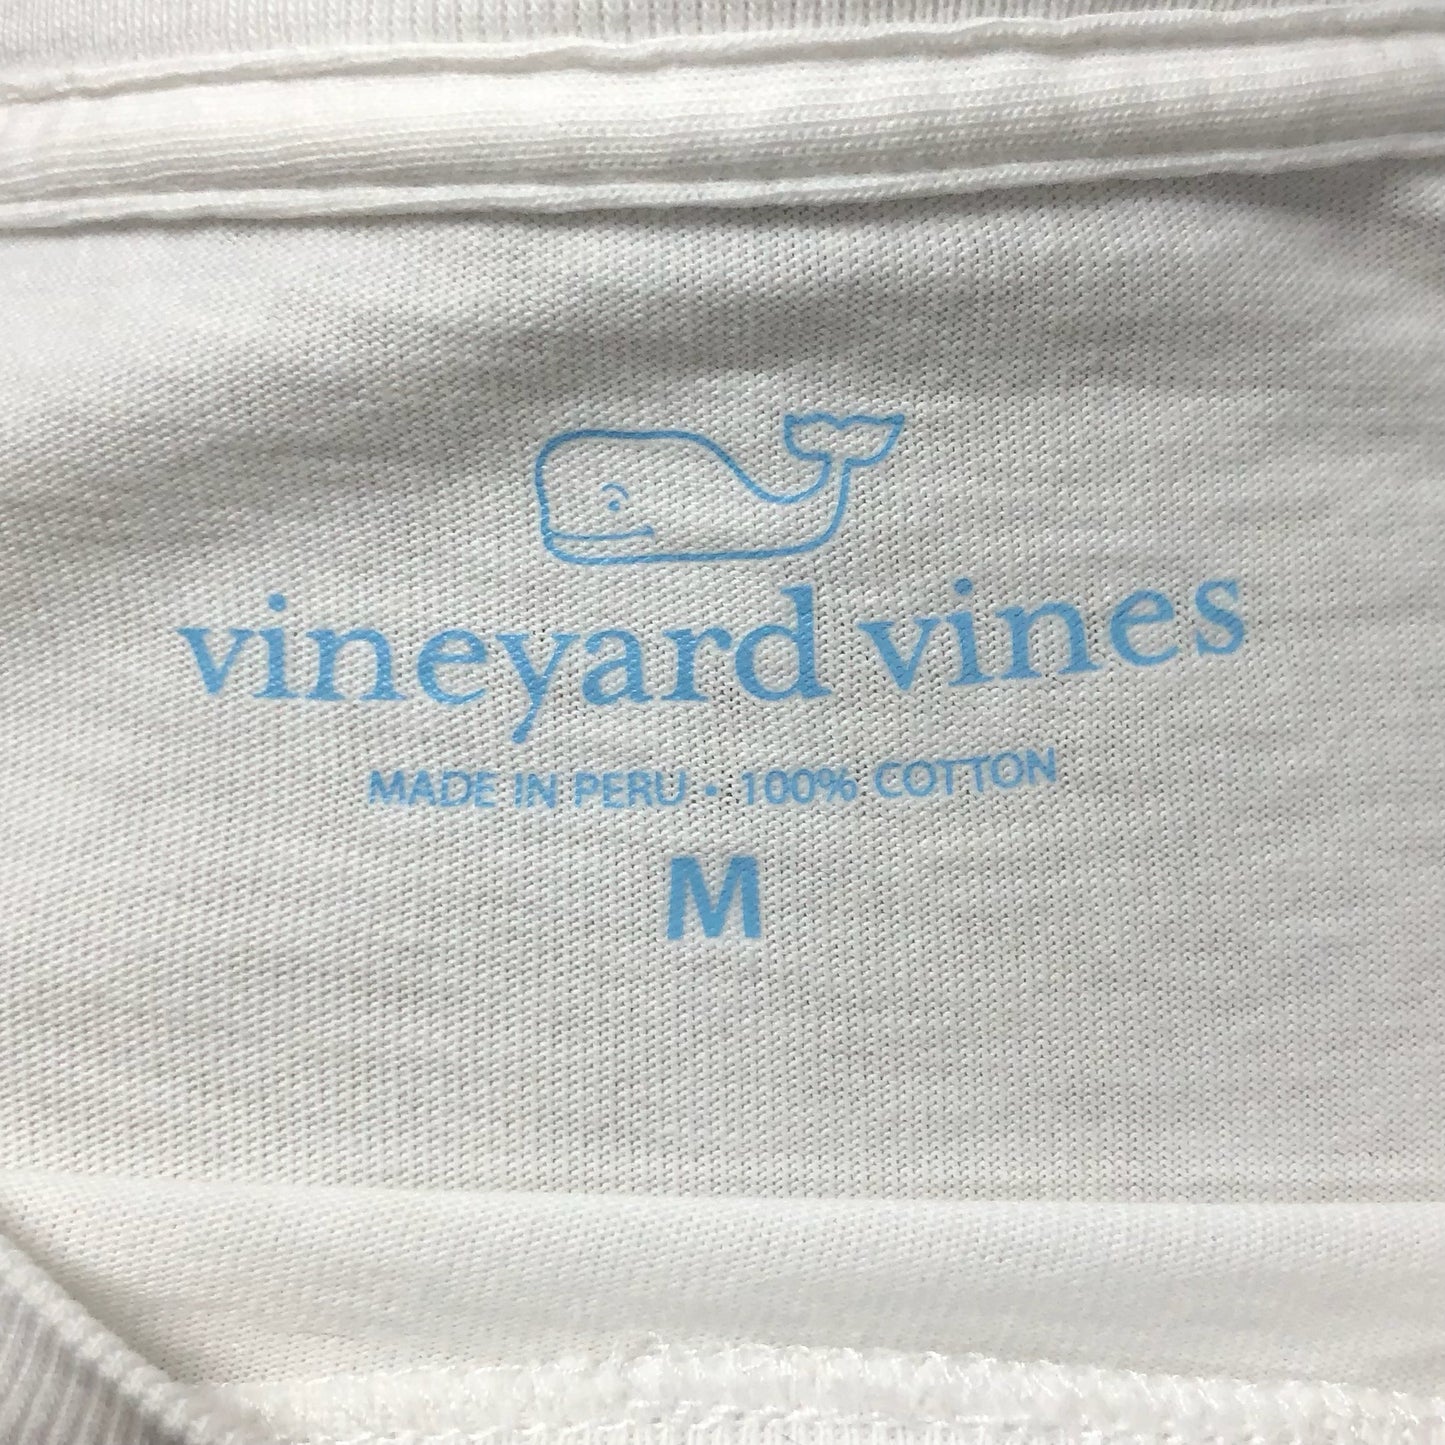 vineyard vines
MADE IN PERU • 100% COTTON
M